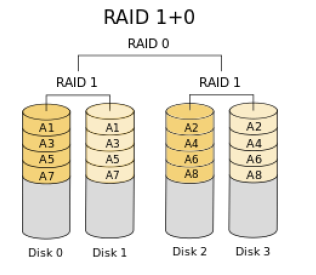 RAID 1+0
RAID 0
RAID 1 RAID 1
A1 A1 A2 A2
A3 A3 A4 A4
A5 A5 A6 A6
A7 A7 A8 A8
Disk 0 Disk 1 Disk 2 Disk 3